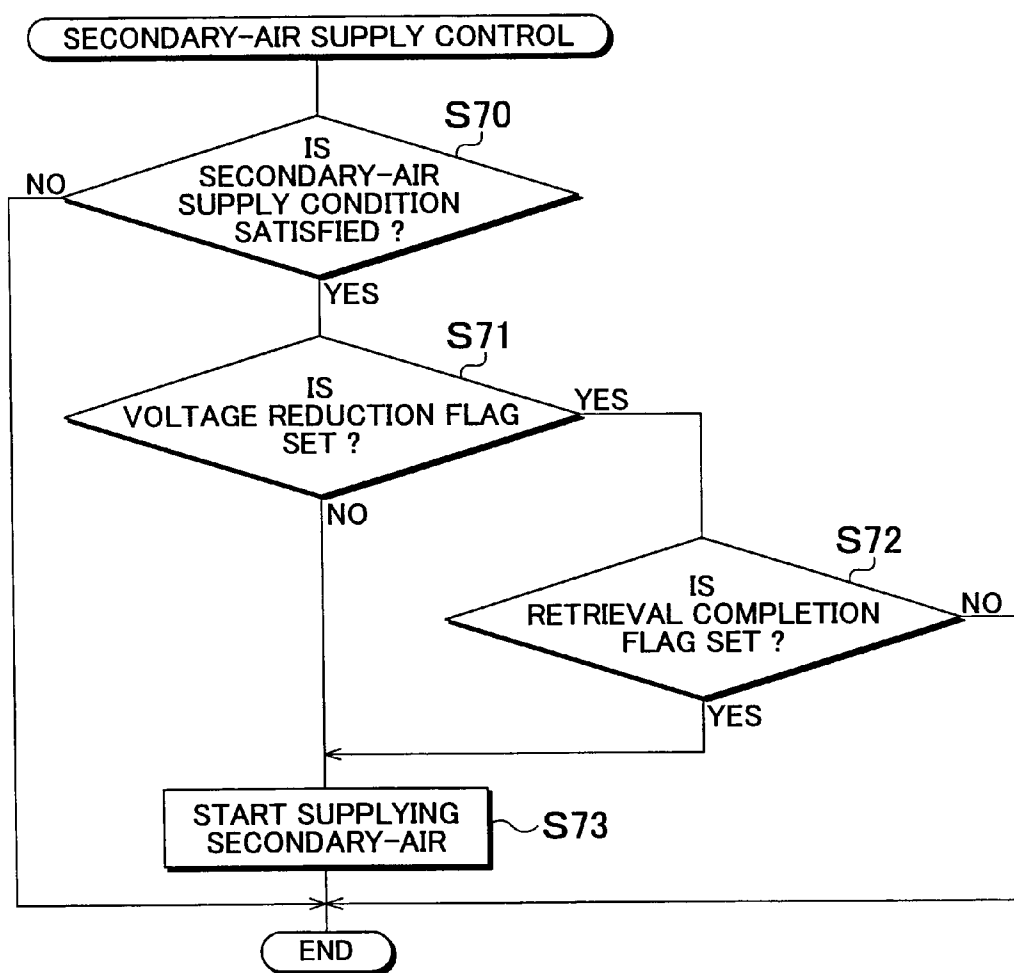 SECONDARY-AIR SUPPLY CONTROL
S70
IS
SECONDARY-AIR
SUPPLY CONDITION
SATISFIED ?
NO
YES
S71
IS
VOLTAGE REDUCTION FLAG
SET ?
YES
NO
S72
IS
RETRIEVAL COMPLETION
FLAG SET ?
NO
YES
START SUPPLYING
SECONDARY-AIR
S73
END